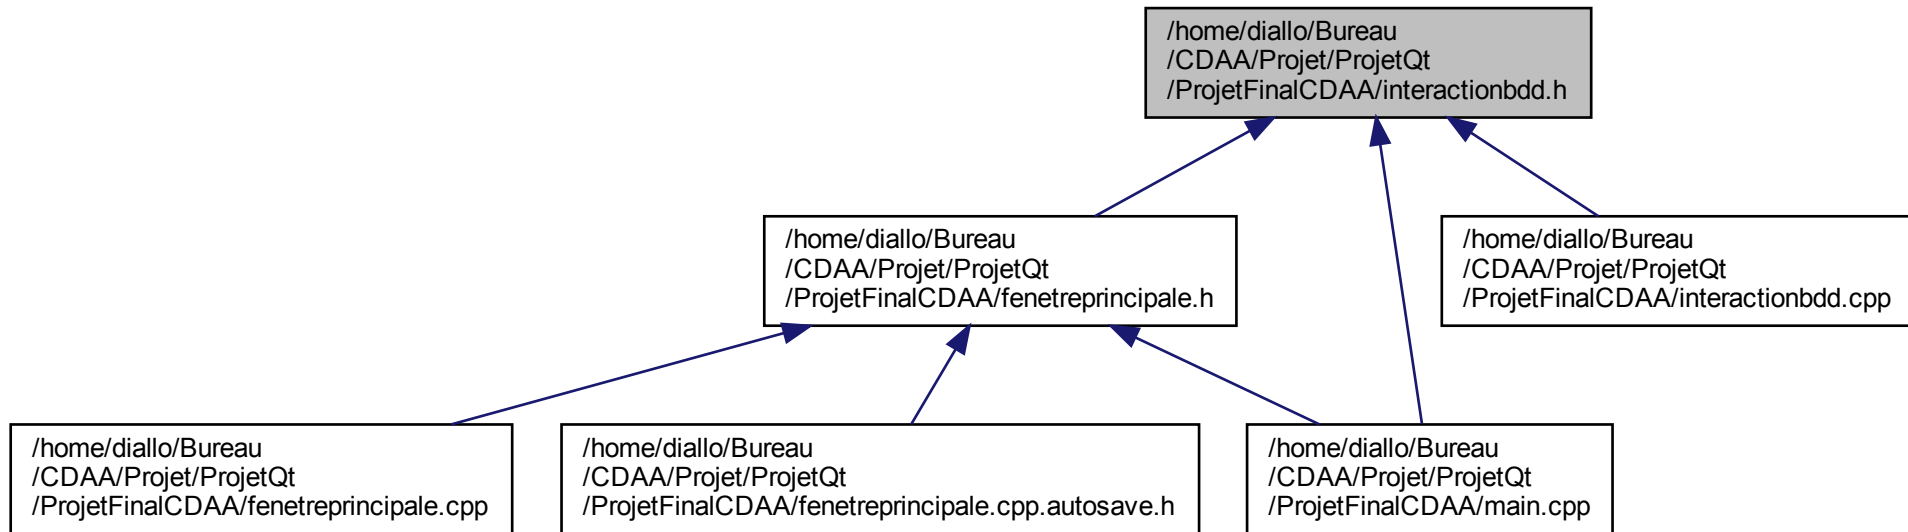 /home/diallo/Bureau
/CDAA/Projet/ProjetQt
/ProjetFinalCDAA/interactionbdd.h
/home/diallo/Bureau
/CDAA/Projet/ProjetQt
/ProjetFinalCDAA/fenetreprincipale.h
/home/diallo/Bureau
/CDAA/Projet/ProjetQt
/ProjetFinalCDAA/interactionbdd.cpp
/home/diallo/Bureau
/CDAA/Projet/ProjetQt
/ProjetFinalCDAA/fenetreprincipale.cpp
/home/diallo/Bureau
/CDAA/Projet/ProjetQt
/ProjetFinalCDAA/fenetreprincipale.cpp.autosave.h
/home/diallo/Bureau
/CDAA/Projet/ProjetQt
/ProjetFinalCDAA/main.cpp